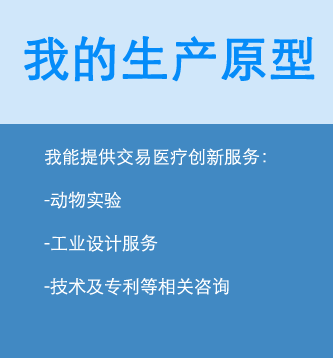 我的生产原型
我能提供交易医疗创新服务:
-动物实验
-工业设计服务
-技术及专利等相关咨询